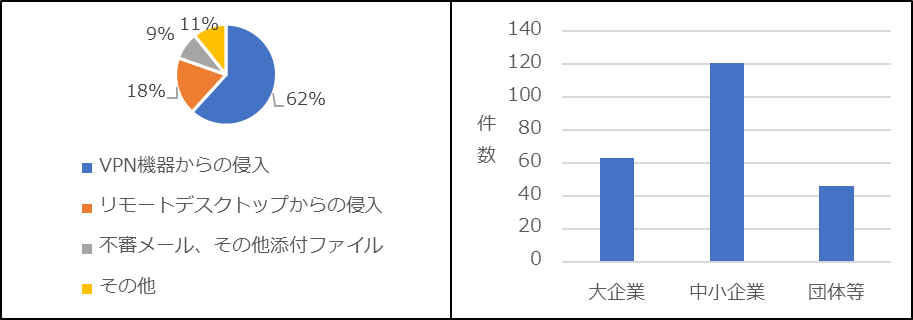 11%
9%
18%
62%
VPN機器からの侵入
リモートデスクトップからの侵入
不審メール、その他添付ファイル
その他
140
120
100
80
60
40
20
0
件数
大企業 中小企業 団体等